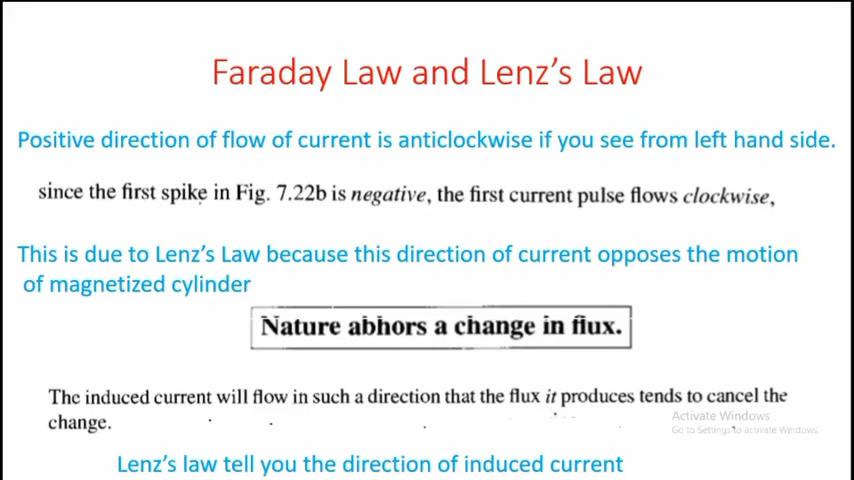 Faraday Law and Lenz's Law
Positive direction of flow of current is anticlockwise if you see from left hand side.
since the first spike in Fig. 7.22b is negative, the first current pulse flows clockwise,
This is due to Lenz's Law because this direction of current opposes the motion
of magnetized cylinder
Nature abhors a change in flux.
The induced current will flow in such a direction that the flux it produces tends to cancel the
change.
Activate Windows
Go to Settings to activate Windows.
Lenz's law tell you the direction of induced current